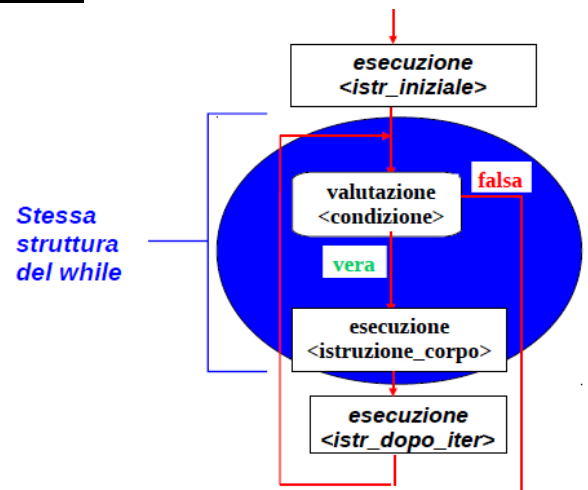 esecuzione
<istr_iniziale>
valutazione
<condizione>
falsa
Stessa
struttura
del while
vera
esecuzione
<istruzione_corpo>
esecuzione
<istr_dopo_iter>